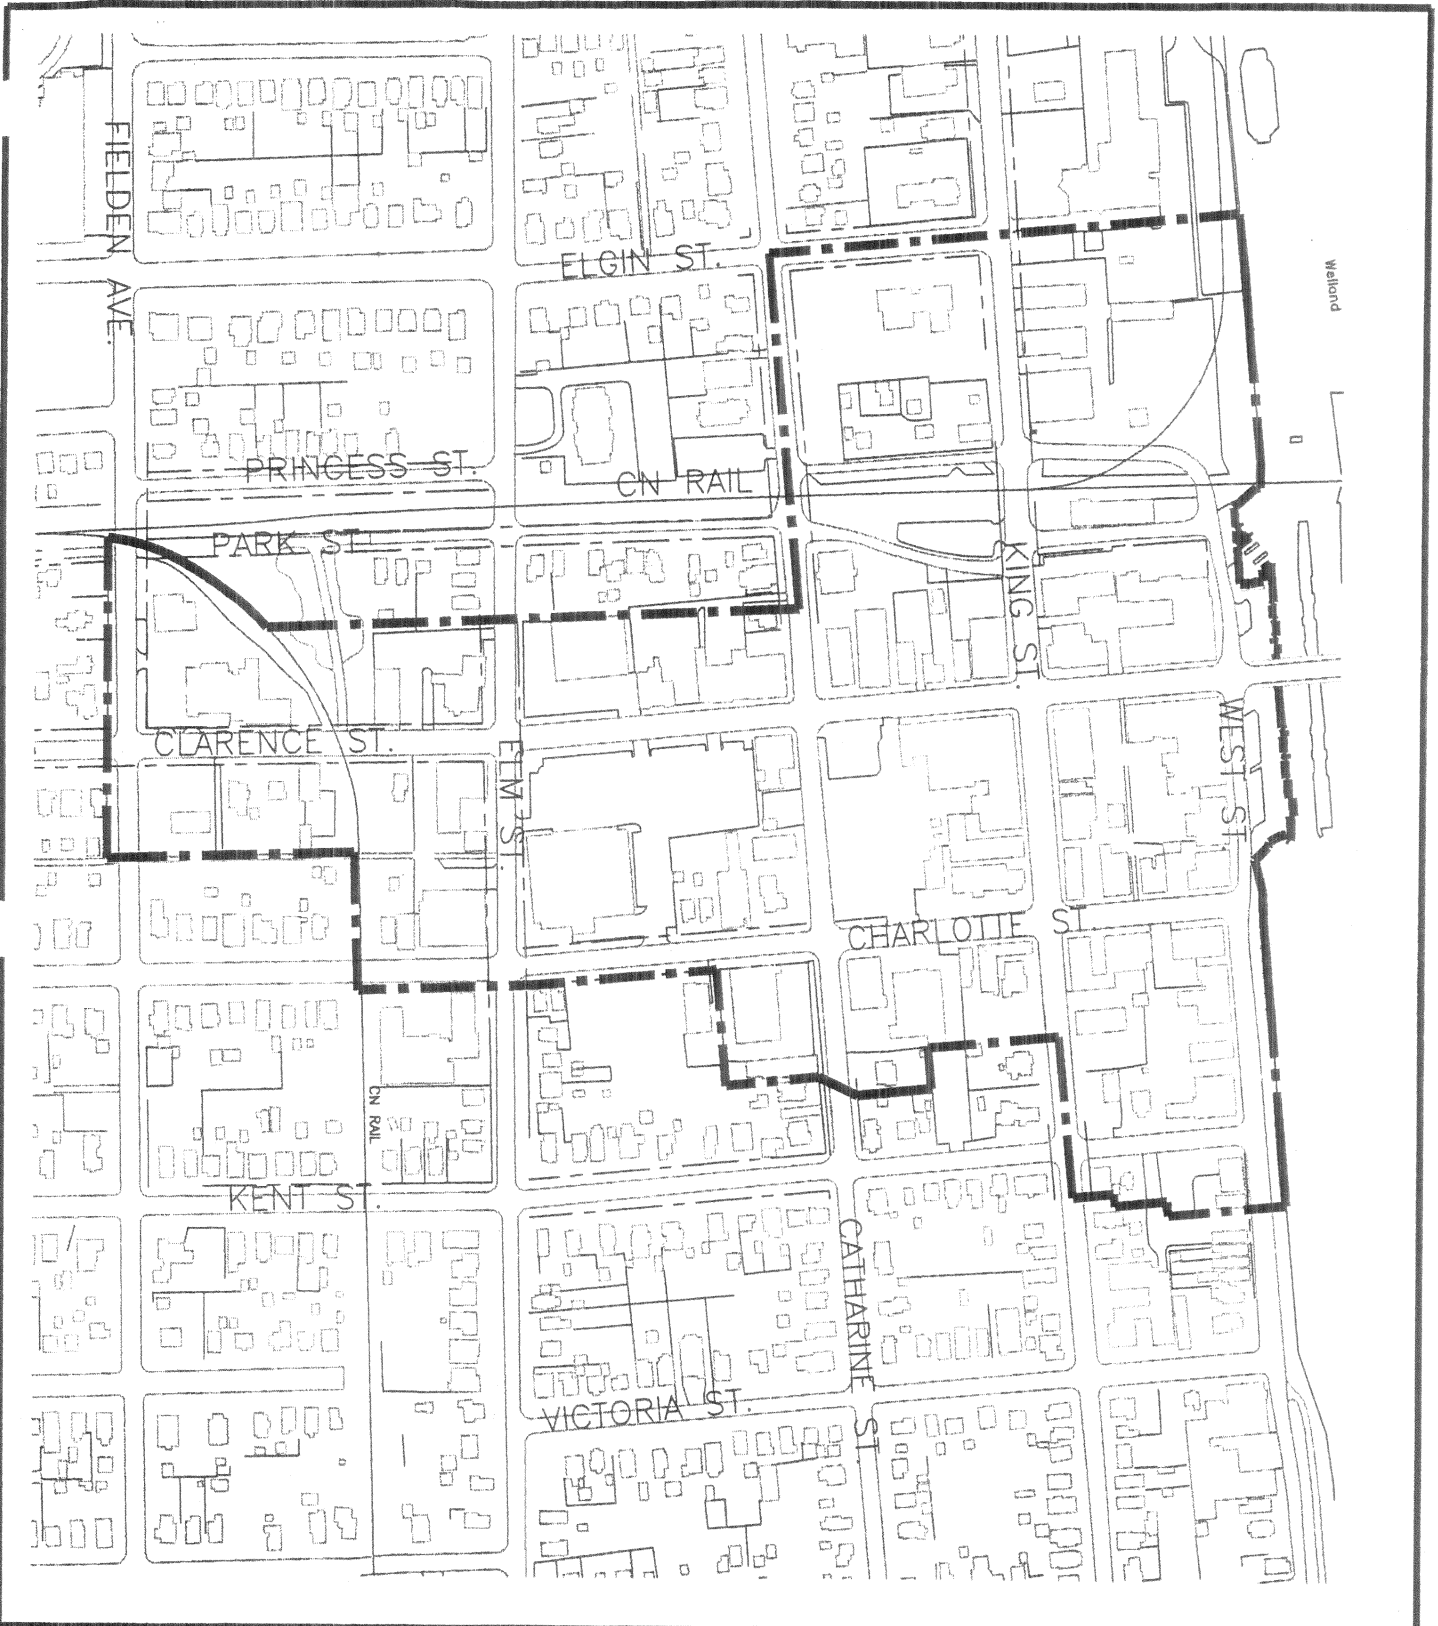 FIELDEN AVE.
ELGIN ST.
Welland
PRINCESS ST.
CN RAIL
PARK ST.
KING ST.
CLARENCE ST.
ELM ST.
WEST ST.
CHARLOTTE ST.
CN RAIL
KENT ST.
CATHARINE ST.
VICTORIA ST.